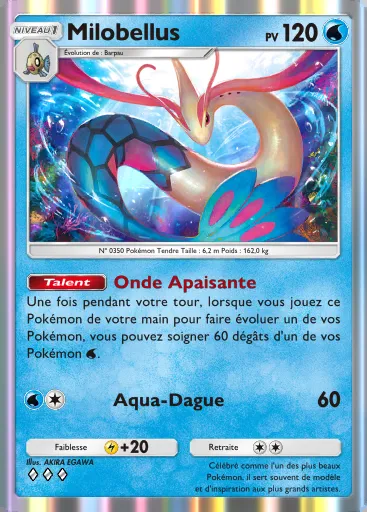 NIVEAU 1
Milobellus
PV 120
Évolution de : Barpau
N° 0350 Pokémon Tendre Taille : 6,2 m Poids : 162,0 kg
Talent Onde Apaisante
Une fois pendant votre tour, lorsque vous jouez ce
Pokémon de votre main pour faire évoluer un de vos
Pokémon, vous pouvez soigner 60 dégâts d'un de vos
Pokémon .
Aqua-Dague 60
Faiblesse +20
Retraite
Illus. AKIRA EGAWA
Célébré comme l'un des plus beaux
Pokémon, il sert souvent de modèle
et d'inspiration aux plus grands artistes.